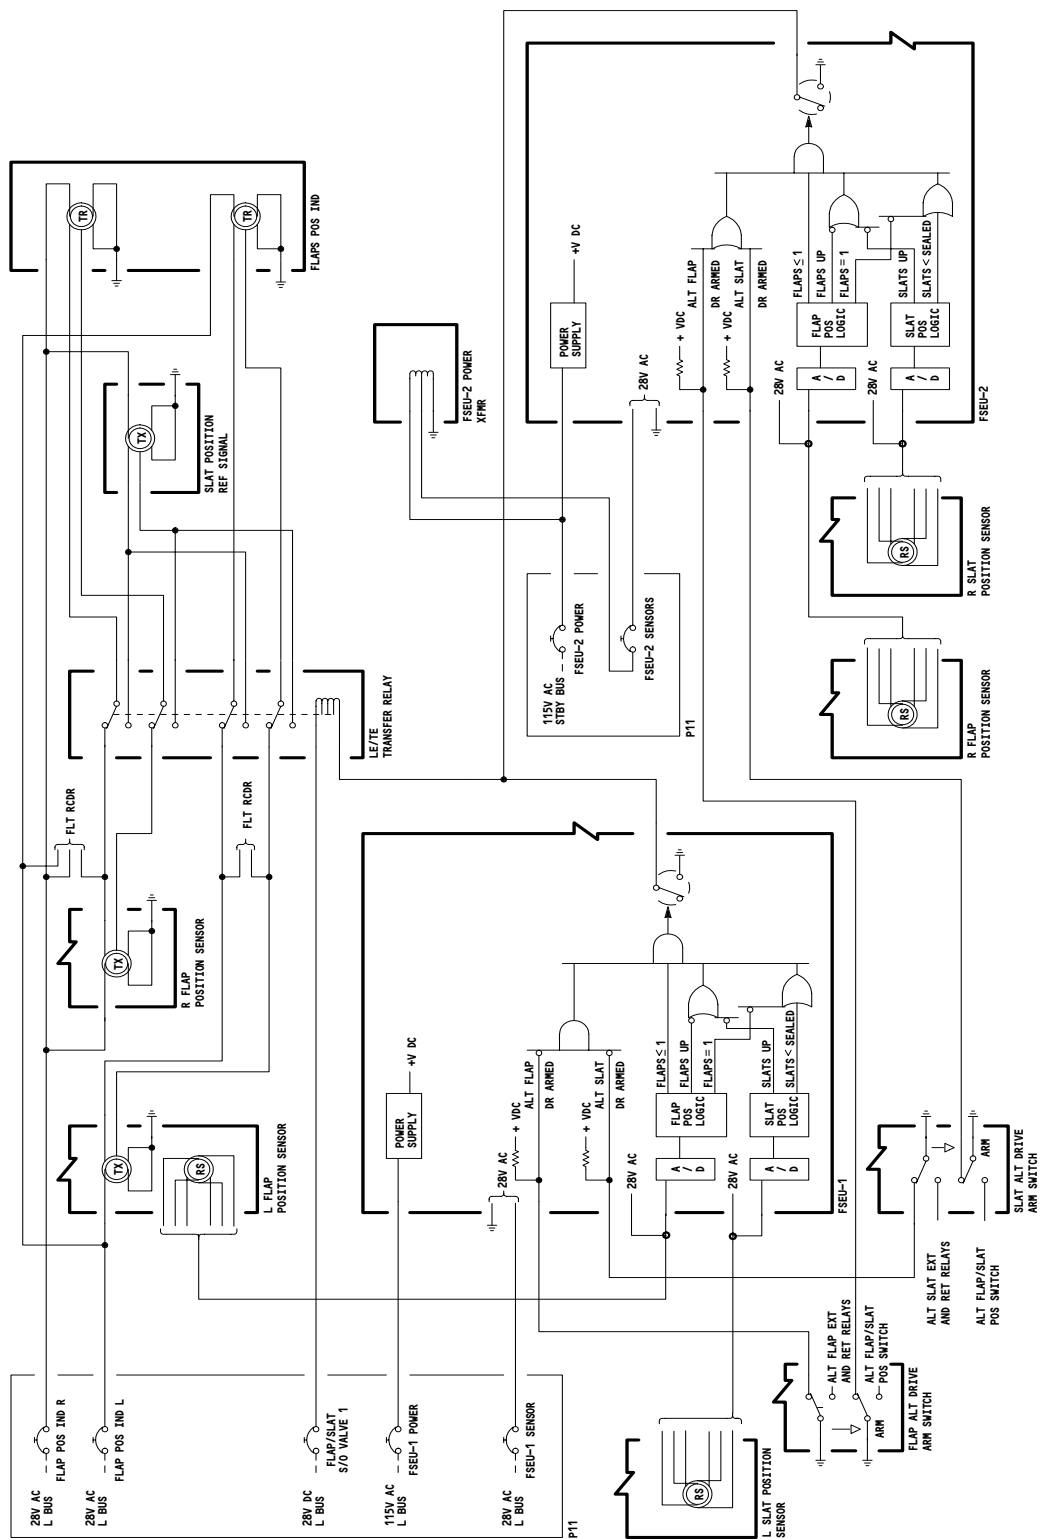 28V AC
L BUS
FLAP POS IND R
28V AC
L BUS
FLAP POS IND L
28V DC
L BUS
FLAP/SLAT
S/O VALVE 1
115V AC
L BUS
FSEU-1 POWER
28V AC
L BUS
FSEU-1 SENSOR
P11
TX
RS
L FLAP
POSITION SENSOR
TX
R FLAP
POSITION SENSOR
FLT RCDR
FLT RCDR
LE/TE
TRANSFER RELAY
TX
SLAT POSITION
REF SIGNAL
TR
TR
FLAPS POS IND
RS
L SLAT POSITION
SENSOR
ALT FLAP EXT
AND RET RELAYS
ALT FLAP/SLAT
POS SWITCH
ARM
FLAP ALT DRIVE
ARM SWITCH
ALT SLAT EXT
AND RET RELAYS
ALT FLAP/SLAT
POS SWITCH
ARM
SLAT ALT DRIVE
ARM SWITCH
POWER
SUPPLY
+V DC
28V AC
+ VDC
ALT FLAP
DR ARMED
+ VDC
ALT SLAT
DR ARMED
28V AC
A/D
FLAP
POS
LOGIC
FLAPS ≤ 1
FLAPS UP
FLAPS = 1
28V AC
A/D
SLAT
POS
LOGIC
SLATS UP
SLATS < SEALED
FSEU-1
115V AC
STBY BUS
FSEU-2 POWER
FSEU-2 SENSORS
P11
FSEU-2 POWER
XFMR
POWER
SUPPLY
+V DC
28V AC
+ VDC
ALT FLAP
DR ARMED
+ VDC
ALT SLAT
DR ARMED
28V AC
A/D
FLAP
POS
LOGIC
FLAPS ≤ 1
FLAPS UP
FLAPS = 1
28V AC
A/D
SLAT
POS
LOGIC
SLATS UP
SLATS < SEALED
FSEU-2
RS
R SLAT
POSITION SENSOR
RS
R FLAP
POSITION SENSOR